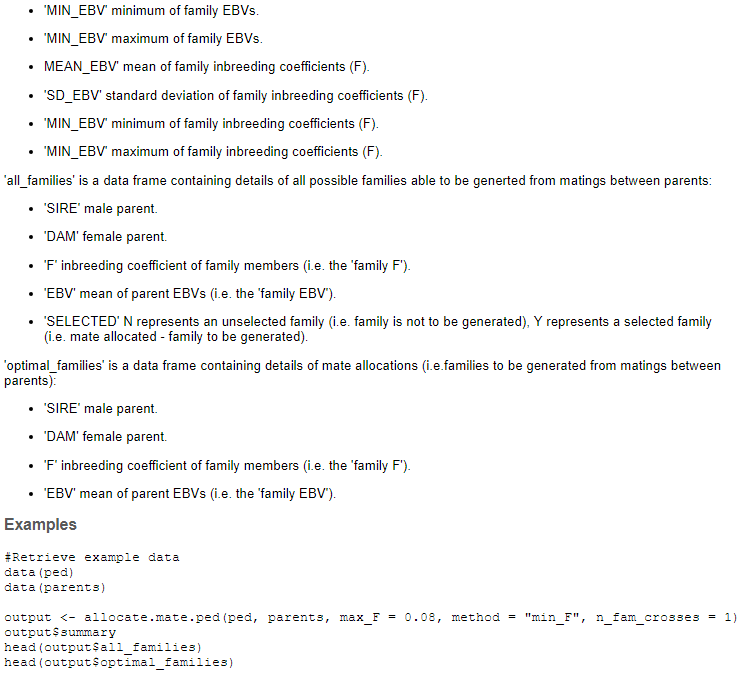 • 'MIN_EBV' minimum of family EBVs.
• 'MIN_EBV' maximum of family EBVs.
• MEAN_EBV' mean of family inbreeding coefficients (F).
• 'SD_EBV' standard deviation of family inbreeding coefficients (F).
• 'MIN_EBV' minimum of family inbreeding coefficients (F).
• 'MIN_EBV' maximum of family inbreeding coefficients (F).
'all_families' is a data frame containing details of all possible families able to be generted from matings between parents:
• 'SIRE' male parent.
• 'DAM' female parent.
• 'F' inbreeding coefficient of family members (i.e. the 'family F').
• 'EBV' mean of parent EBVs (i.e. the 'family EBV').
• 'SELECTED' N represents an unselected family (i.e. family is not to be generated), Y represents a selected family
(i.e. mate allocated - family to be generated).
'optimal_families' is a data frame containing details of mate allocations (i.e.families to be generated from matings between
parents):
• 'SIRE' male parent.
• 'DAM' female parent.
• 'F' inbreeding coefficient of family members (i.e. the 'family F').
• 'EBV' mean of parent EBVs (i.e. the 'family EBV').
Examples
#Retrieve example data
data(ped)
data(parents)
output <- allocate.mate.ped(ped, parents, max_F = 0.08, method = "min_F", n_fam_crosses = 1)
output$summary
head(output$all_families)
head(output$optimal_families)